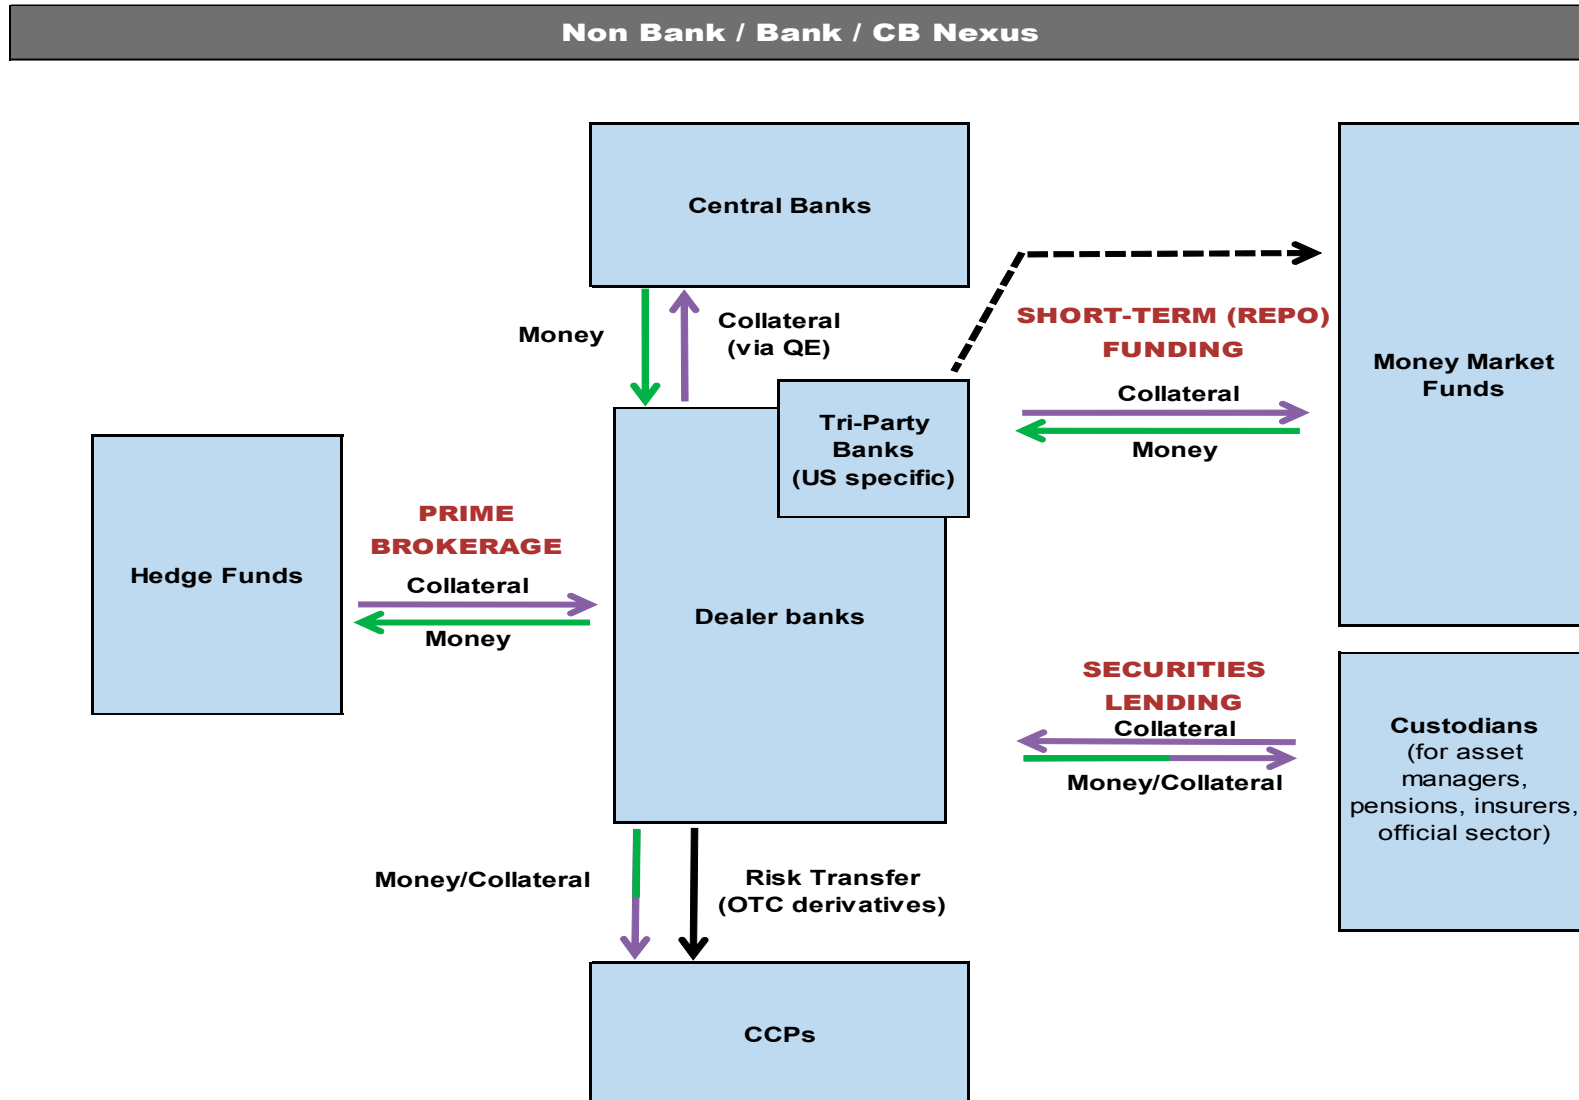 Non Bank / Bank / CB Nexus
Central Banks
Money
Collateral
(via QE)
SHORT-TERM (REPO)
FUNDING
Collateral
Money
Money Market
Funds
Tri-Party
Banks
(US specific)
Hedge Funds
PRIME
BROKERAGE
Collateral
Money
Dealer banks
SECURITIES
LENDING
Collateral
Money/Collateral
Custodians
(for asset
managers,
pensions, insurers,
official sector)
Money/Collateral
Risk Transfer
(OTC derivatives)
CCPs